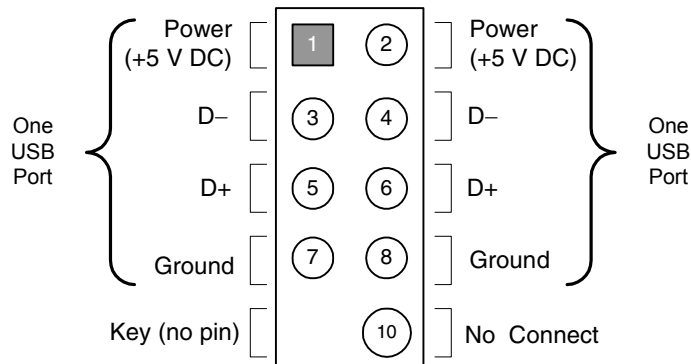 Power
(+5 V DC)
1
2
Power
(+5 V DC)
D–
3
4
D–
One
USB
Port
One
USB
Port
D+
5
6
D+
Ground
7
8
Ground
Key (no pin)
10
No Connect